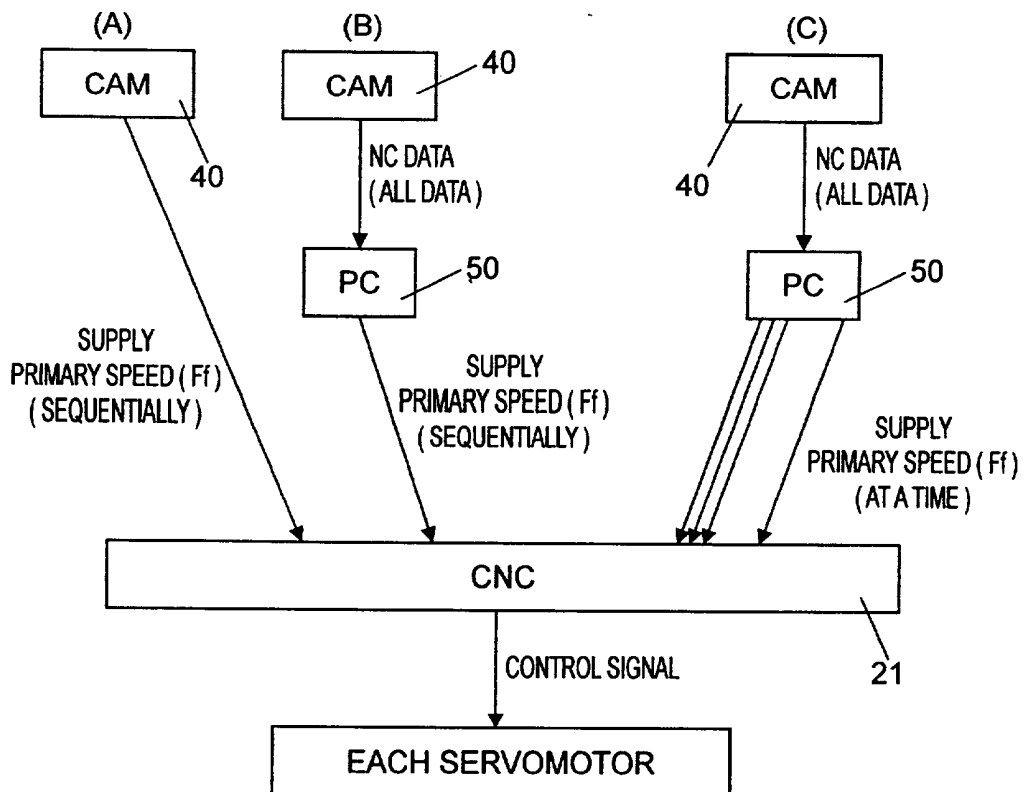 (A)
(B)
(C)
CAM
CAM
CAM
40
40
40
NC DATA
( ALL DATA )
NC DATA
( ALL DATA )
PC
50
PC
50
SUPPLY
PRIMARY SPEED ( Ff )
( SEQUENTIALLY )
SUPPLY
PRIMARY SPEED ( Ff )
( SEQUENTIALLY )
SUPPLY
PRIMARY SPEED ( Ff )
( AT A TIME )
CNC
21
CONTROL SIGNAL
EACH SERVOMOTOR